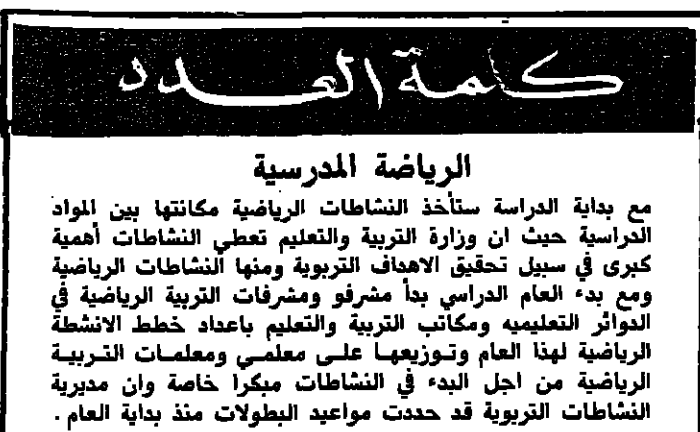 كلمة العدد
الرياضة المدرسية
مع بداية الدراسة ستأخذ النشاطات الرياضية مكانتها بين المواد
الدراسية حيث ان وزارة التربية والتعليم تعطي النشاطات أهمية
كبرى في سبيل تحقيق الاهداف التربوية ومنها النشاطات الرياضية
ومع بدء العام الدراسي بدأ مشرفو ومشرفات التربية الرياضية في
الدوائر التعليميه ومكاتب التربية والتعليم باعداد خطط الانشطة
الرياضية لهذا العام وتوزيعها على معلمي ومعلمات التربية
الرياضية من اجل البدء في النشاطات مبكرا خاصة وان مديرية
النشاطات التربوية قد حددت مواعيد البطولات منذ بداية العام .